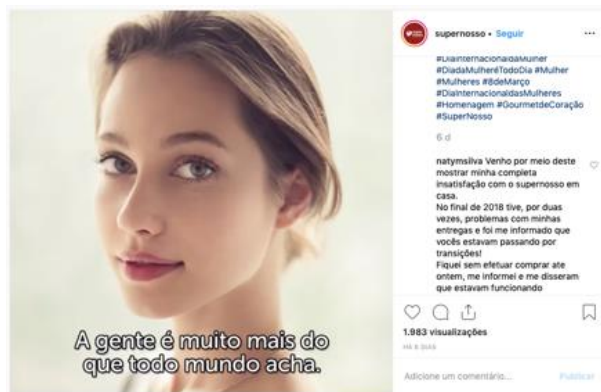 A gente é muito mais do
que todo mundo acha.
supernosso • Seguir
#DiaInternacionaldaMulher
#DiadaMulheréTodoDia #Mulher
#Mulheres #8deMarço
#DiaInternacionaldasMulheres
#Homenagem #GourmetdeCoração
#SuperNosso
6 d
natymsilva Venho por meio deste
mostrar minha completa
insatisfação com o supernosso em
casa.
No final de 2018 tive, por duas
vezes, problemas com minhas
entregas e foi me informado que
vocês estavam passando por
transições!
Fiquei sem efetuar comprar ate
ontem, me informei e me disseram
que estavam funcionando
1.983 visualizações
HÁ 6 DIAS
Adicione um comentário... Publicar